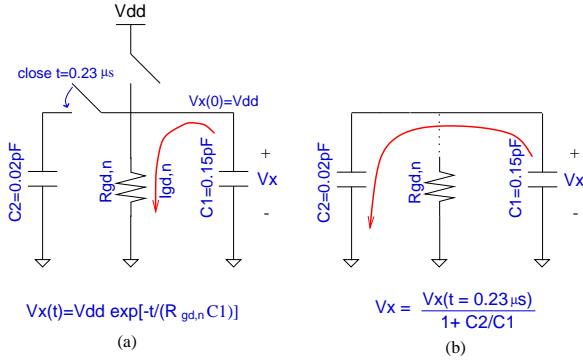 Vdd
close t=0.23 μs
Vx(0)=Vdd
C2=0.02pF
Rgd,n
Igd,n
C1=0.15pF
+
Vx
-
Vx(t)=Vdd exp[-t/(R gd,n C1)]
(a)
C2=0.02pF
Rgd,n
C1=0.15pF
+
Vx
-
Vx = Vx(t = 0.23 μs)
1+ C2/C1
(b)